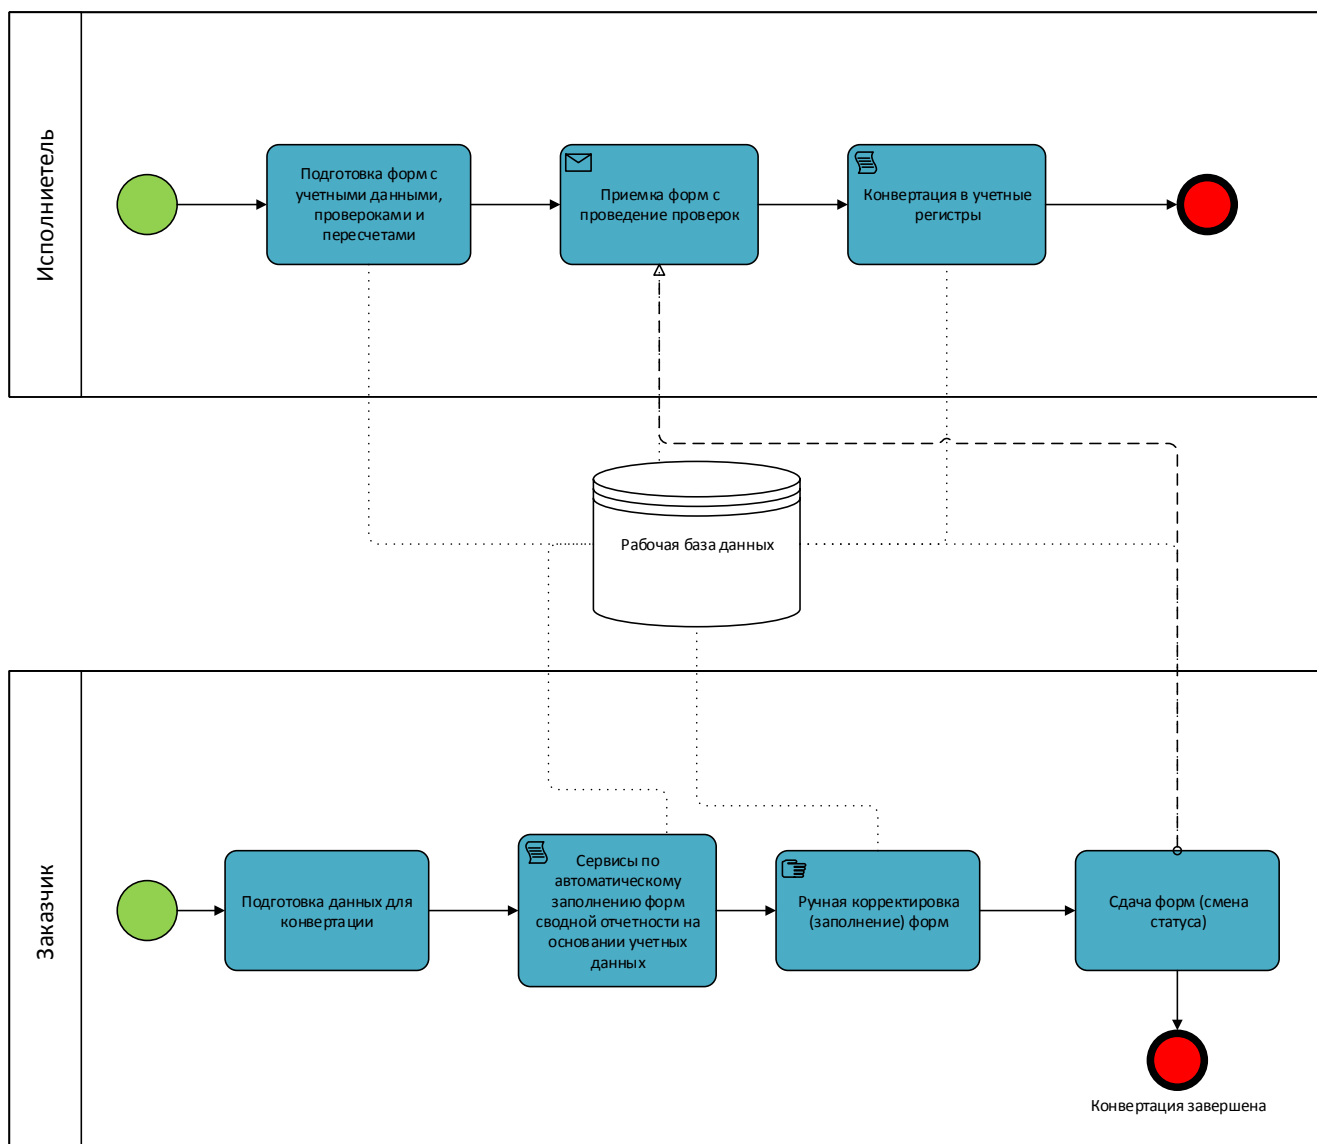 Исполниетель
Подготовка форм с
учетными данными,
провероками и
пересчетами
Приемка форм с
проведение проверок
Конвертация в учетные
регистры
Рабочая база данных
Заказчик
Подготовка данных для
конвертации
Сервисы по
автоматическому
заполнению форм
сводной отчетности на
основании учетных
данных
Ручная корректировка
(заполнение) форм
Сдача форм (смена
статуса)
Конвертация завершена